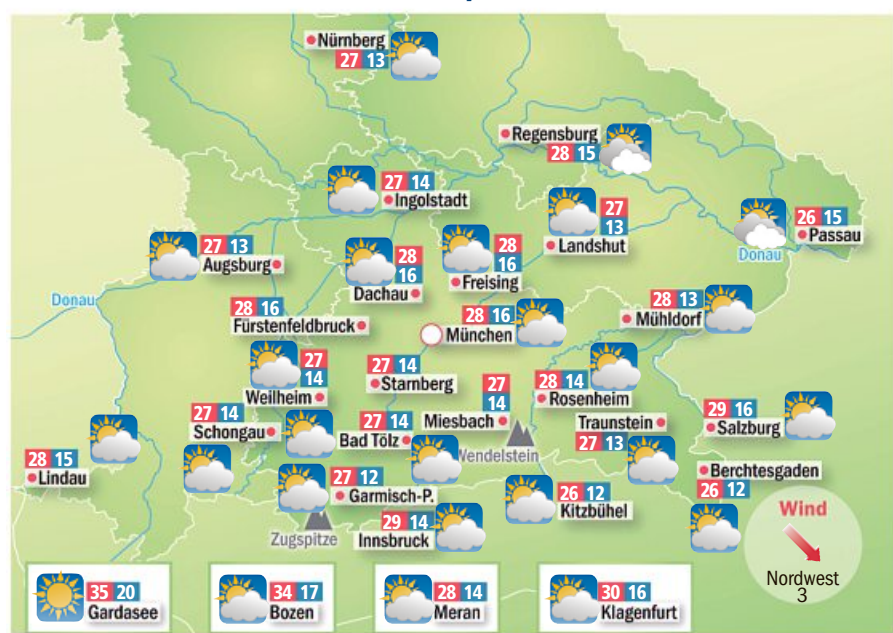 Nürnberg
27 13
Regensburg
28 15
27 14
Ingolstadt
27
13
Landshut
26 15
Passau
Donau
27 13
Augsburg
28
16
Dachau
28
16
Freising
Donau
28 16
Fürstenfeldbruck
28 16
München
28 13
Mühldorf
27
14
Weilheim
27 14
Starnberg
27
14
Miesbach
28 14
Rosenheim
27 14
Schongau
27 14
Bad Tölz
Wendelstein
Traunstein
27 13
29 16
Salzburg
28 15
Lindau
27 12
Garmisch-P.
Zugspitze
29 14
Innsbruck
26 12
Kitzbühel
Berchtesgaden
26 12
Wind
Nordwest
3
35 20
Gardasee
34 17
Bozen
28 14
Meran
30 16
Klagenfurt